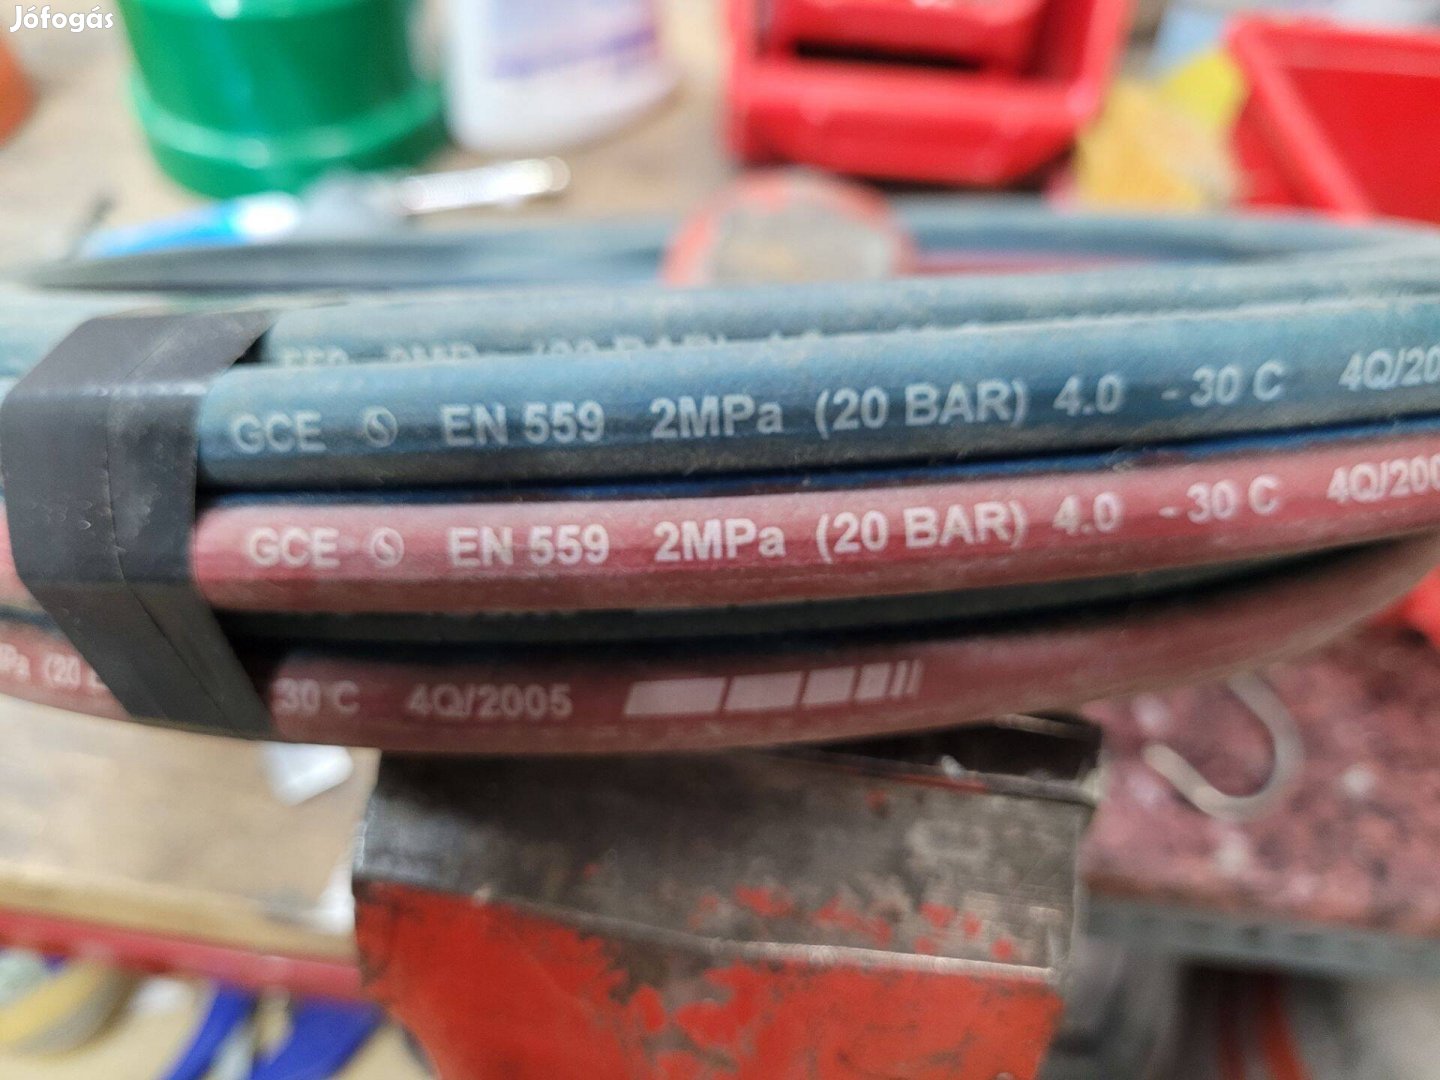 Jófogás
GCE S EN 559 2MPa (20 BAR) 4.0 - 30 C 4Q/20
GCE S EN 559 2MPa (20 BAR) 4.0 - 30 C 4Q/200
(20 30 C 4Q/2005